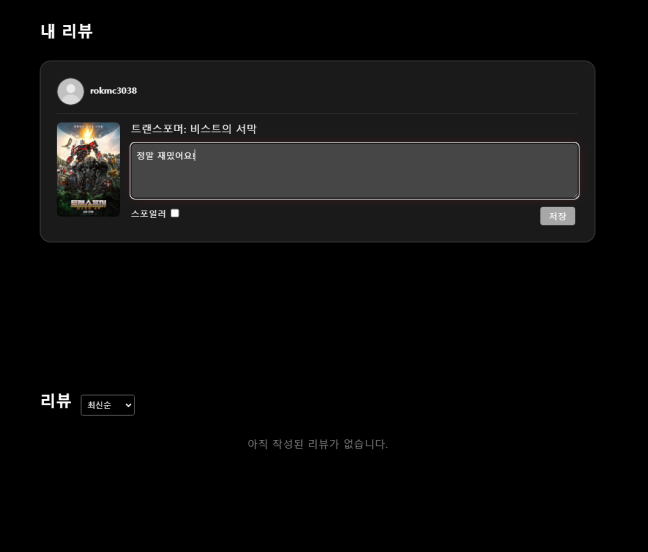 내 리뷰
rokmc3038
트랜스포머: 비스트의 서막
정말 재밌어요!
스포일러
저장
리뷰
최신순
아직 작성된 리뷰가 없습니다.